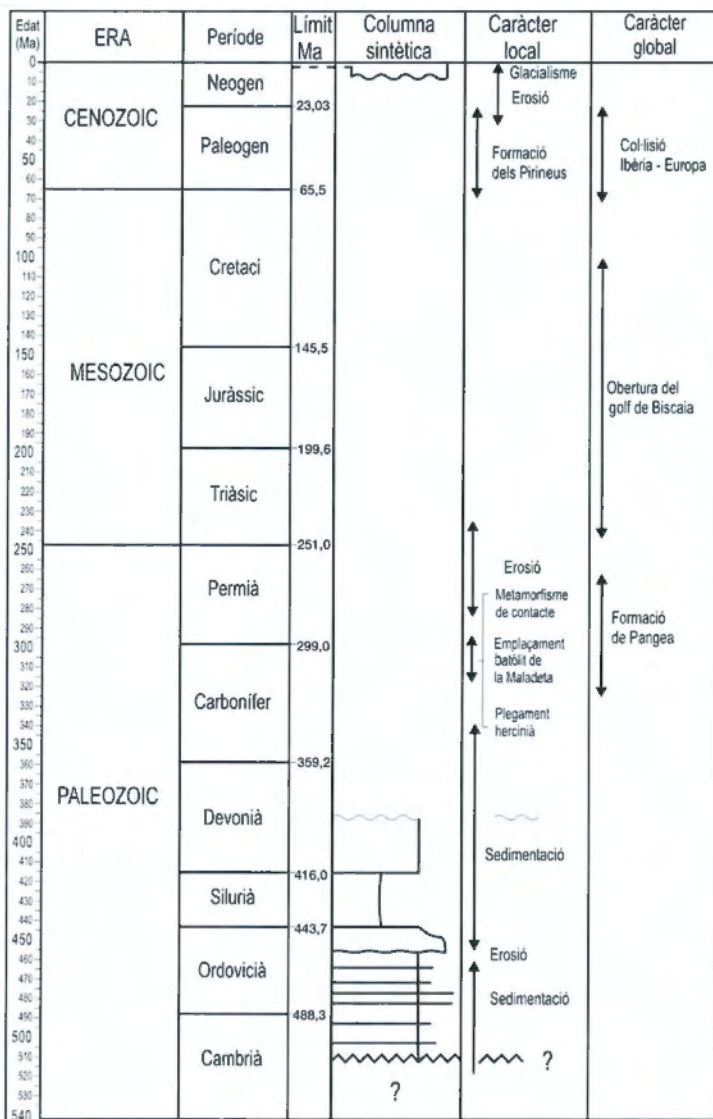 Edat
(Ma)
ERA
Període
Límit
Ma
Columna
sintètica
Caràcter
local
Caràcter
global
0
10
20
30
40
50
60
70
80
90
100
110
120
130
140
150
160
170
180
190
200
210
220
230
240
250
260
270
280
290
300
310
320
330
340
350
360
370
380
390
400
410
420
430
440
450
460
470
480
490
500
510
520
530
540
CENOZOIC
MESOZOIC
PALEOZOIC
Neogen
Paleogen
Cretaci
Juràssic
Triàsic
Permià
Carbonífer
Devonià
Silurià
Ordovicià
Cambrià
23,03
65,5
145,5
199,6
251,0
299,0
359,2
416,0
443,7
488,3
?
Glacialisme
Erosió
Formació
dels Pirineus
Erosió
Metamorfisme
de contacte
Emplaçament
batòlit de
la Maladeta
Plegament
hercinià
Sedimentació
Erosió
Sedimentació
?
Col·lisió
Ibèria - Europa
Obertura del
golf de Biscaia
Formació
de Pangea